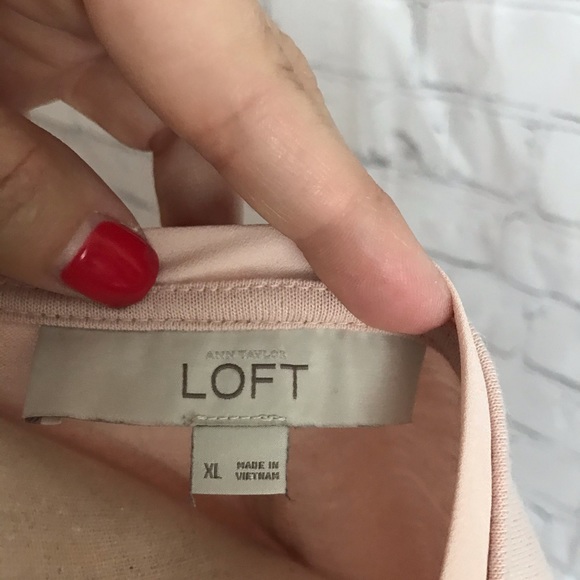 ANN TAYLOR
LOFT
XL
MADE IN
VIETNAM